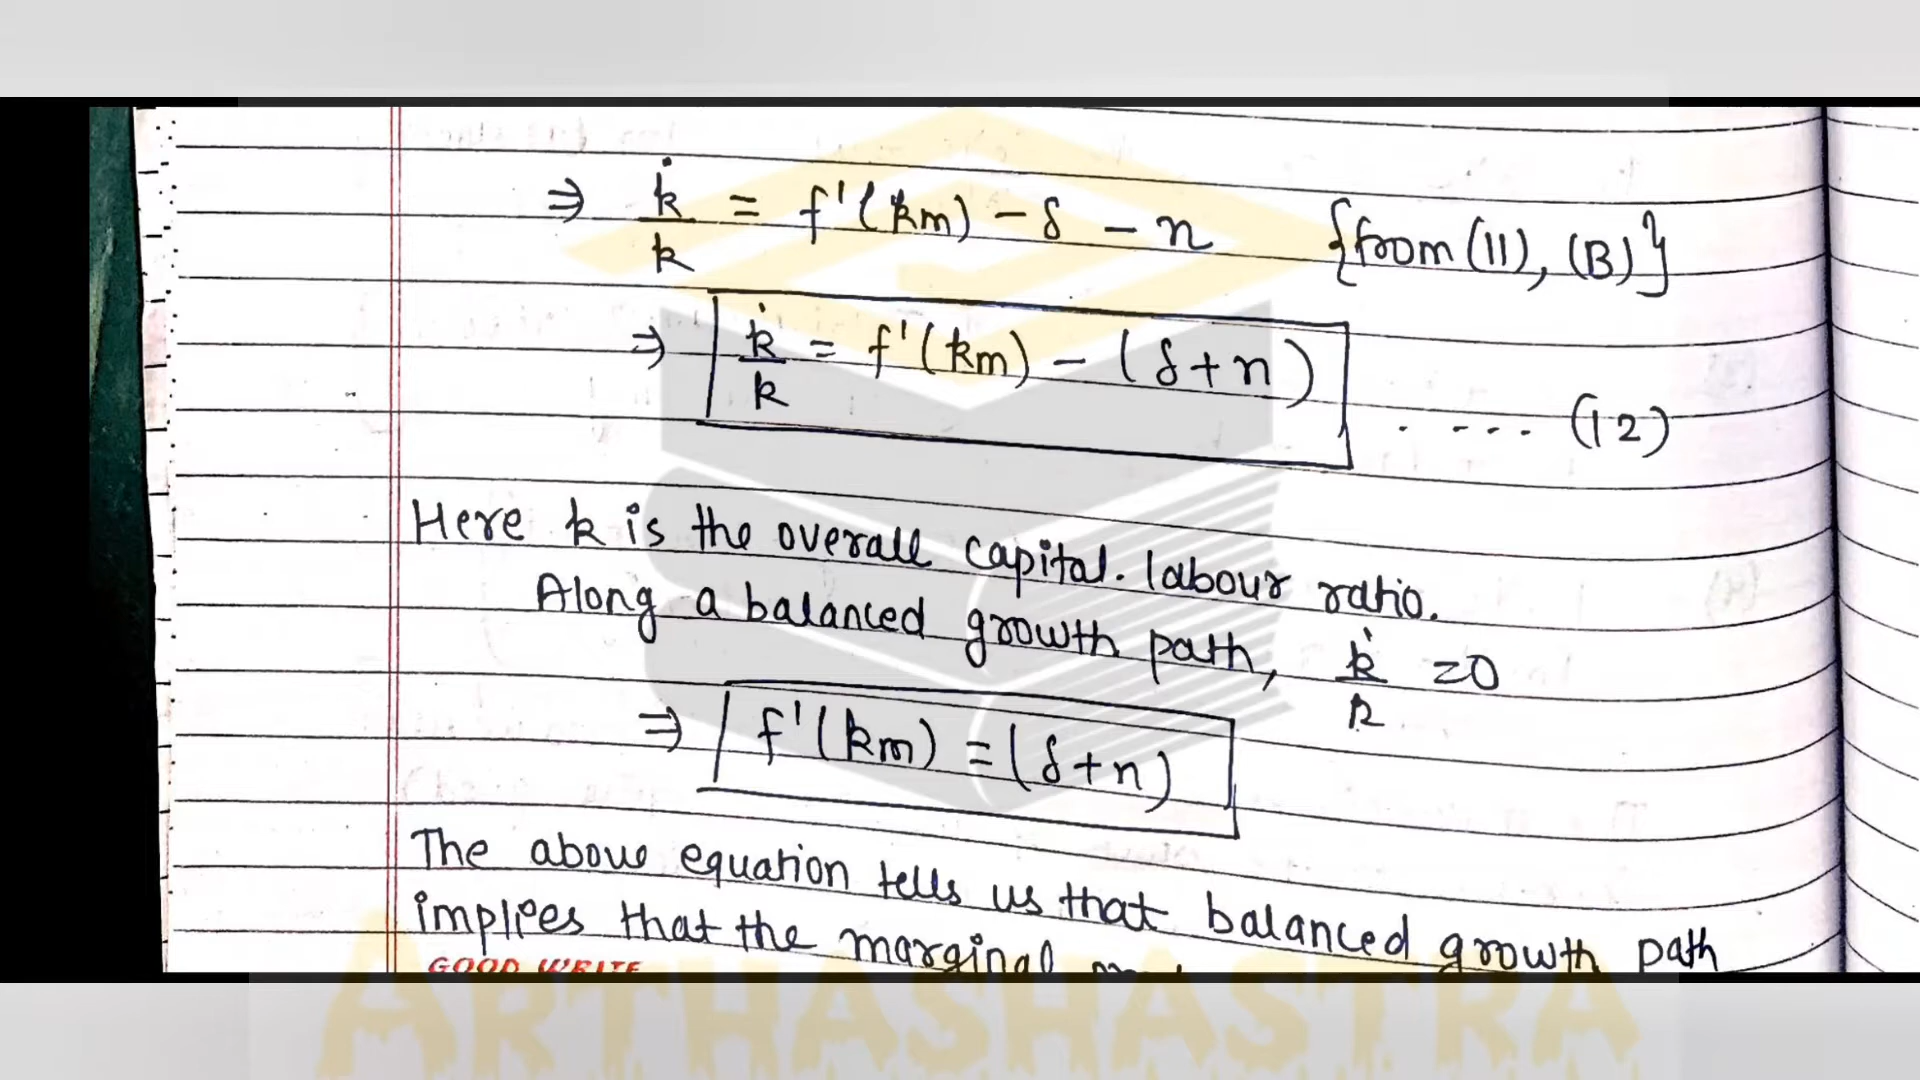 ⇒ k̇/k = f'(km) - δ - n {from (11), (B)}
⇒ k̇/k = f'(km) - (δ+n) . --- (12)
Here k is the overall capital. labour ratio.
Along a balanced growth path, k̇/k =0
⇒ f'(km) = (δ+n)
The above equation tells us that balanced growth path
implies that the marginal
GOOD WRITE
ARTHASHASTRA